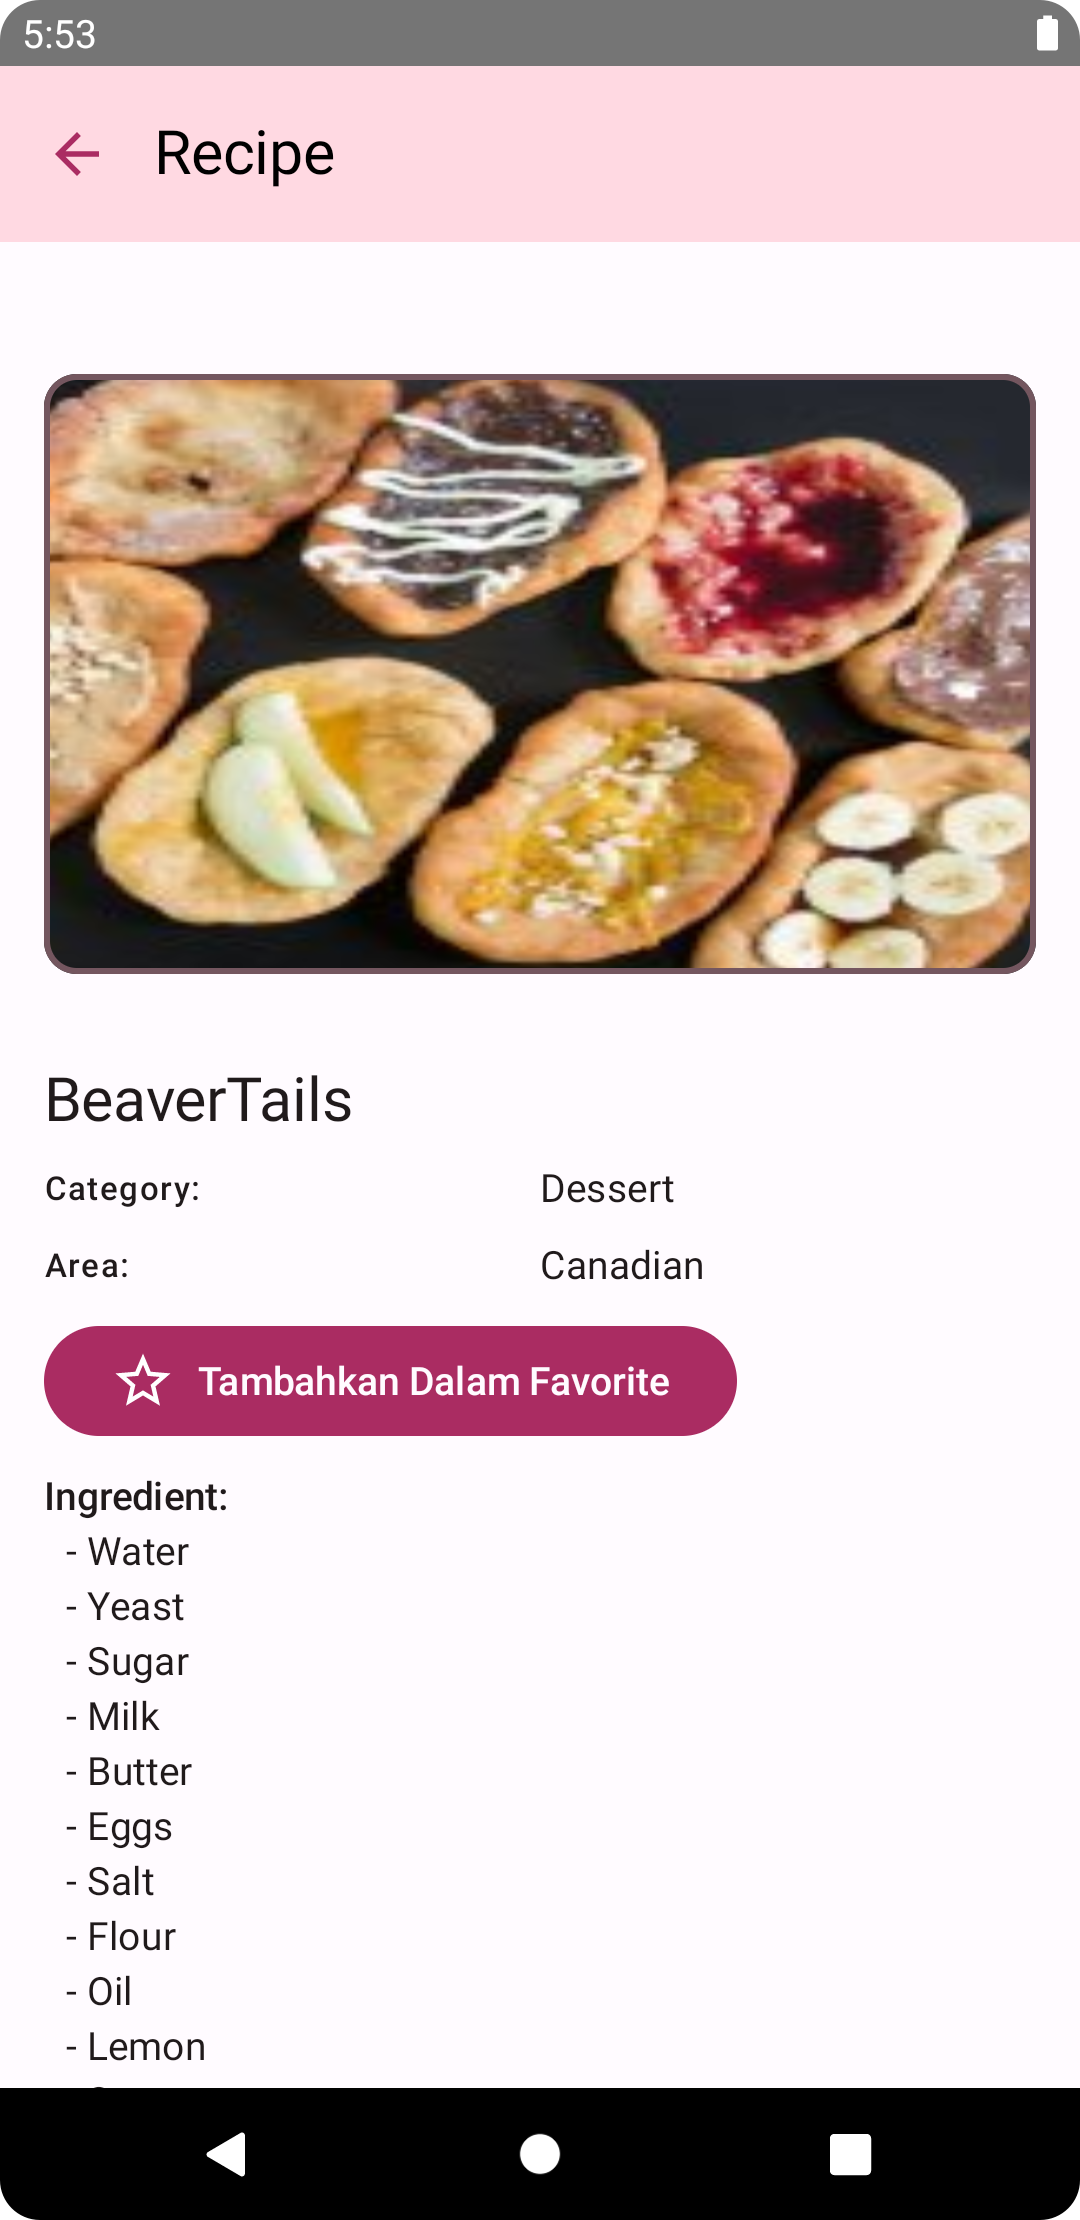 5:53
Recipe
BeaverTails
Category: Dessert
Area: Canadian
Tambahkan Dalam Favorite
Ingredient:
- Water
- Yeast
- Sugar
- Milk
- Butter
- Eggs
- Salt
- Flour
- Oil
- Lemon